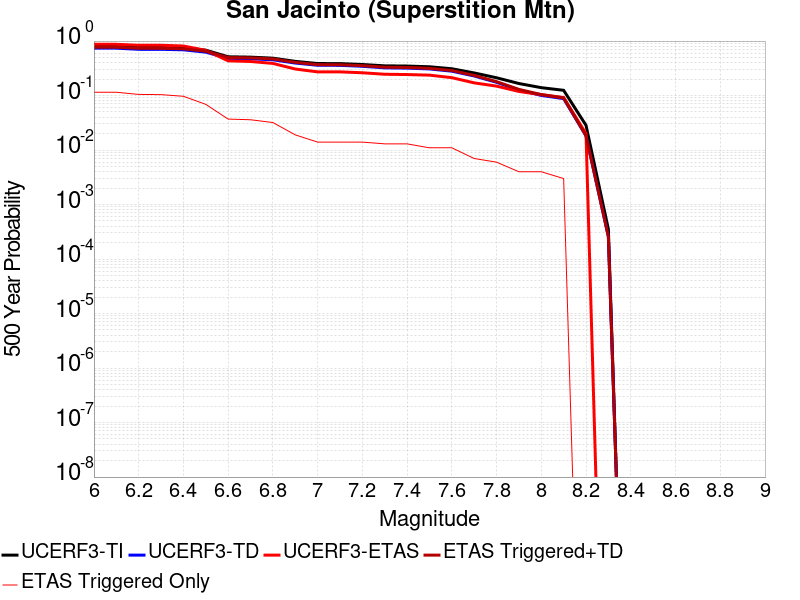 San Jacinto (Superstition Mtn)
500 Year Probability
10^0
10^-1
10^-2
10^-3
10^-4
10^-5
10^-6
10^-7
10^-8
6 6.2 6.4 6.6 6.8 7 7.2 7.4 7.6 7.8 8 8.2 8.4 8.6 8.8 9
Magnitude
UCERF3-TI UCERF3-TD UCERF3-ETAS ETAS Triggered+TD
ETAS Triggered Only